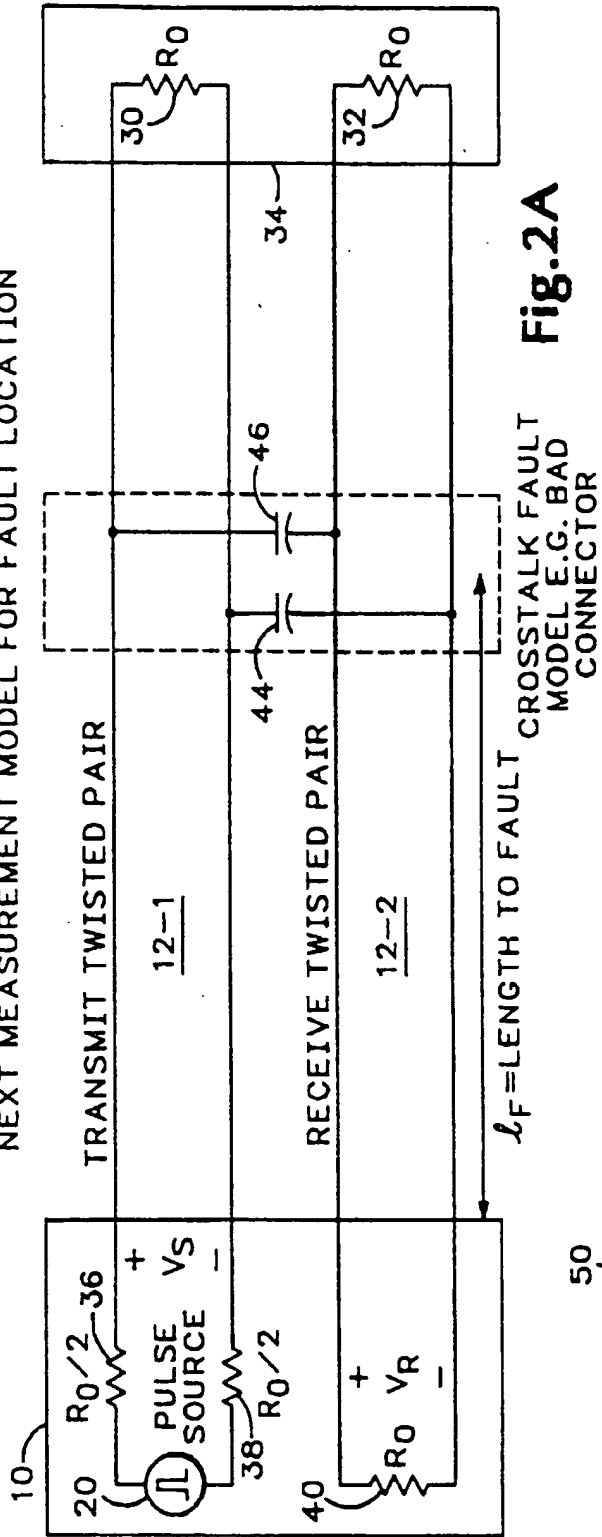 NEXT MEASUREMENT MODEL FOR FAULT LOCATION
10
20
R0/2
36
PULSE
SOURCE
+
VS
−
38
R0/2
TRANSMIT TWISTED PAIR
12-1
44
46
30
R0
34
RECEIVE TWISTED PAIR
12-2
40
R0
+
VR
−
32
R0
ℓF=LENGTH TO FAULT
CROSSTALK FAULT
MODEL E.G. BAD
CONNECTOR
Fig.2A
50